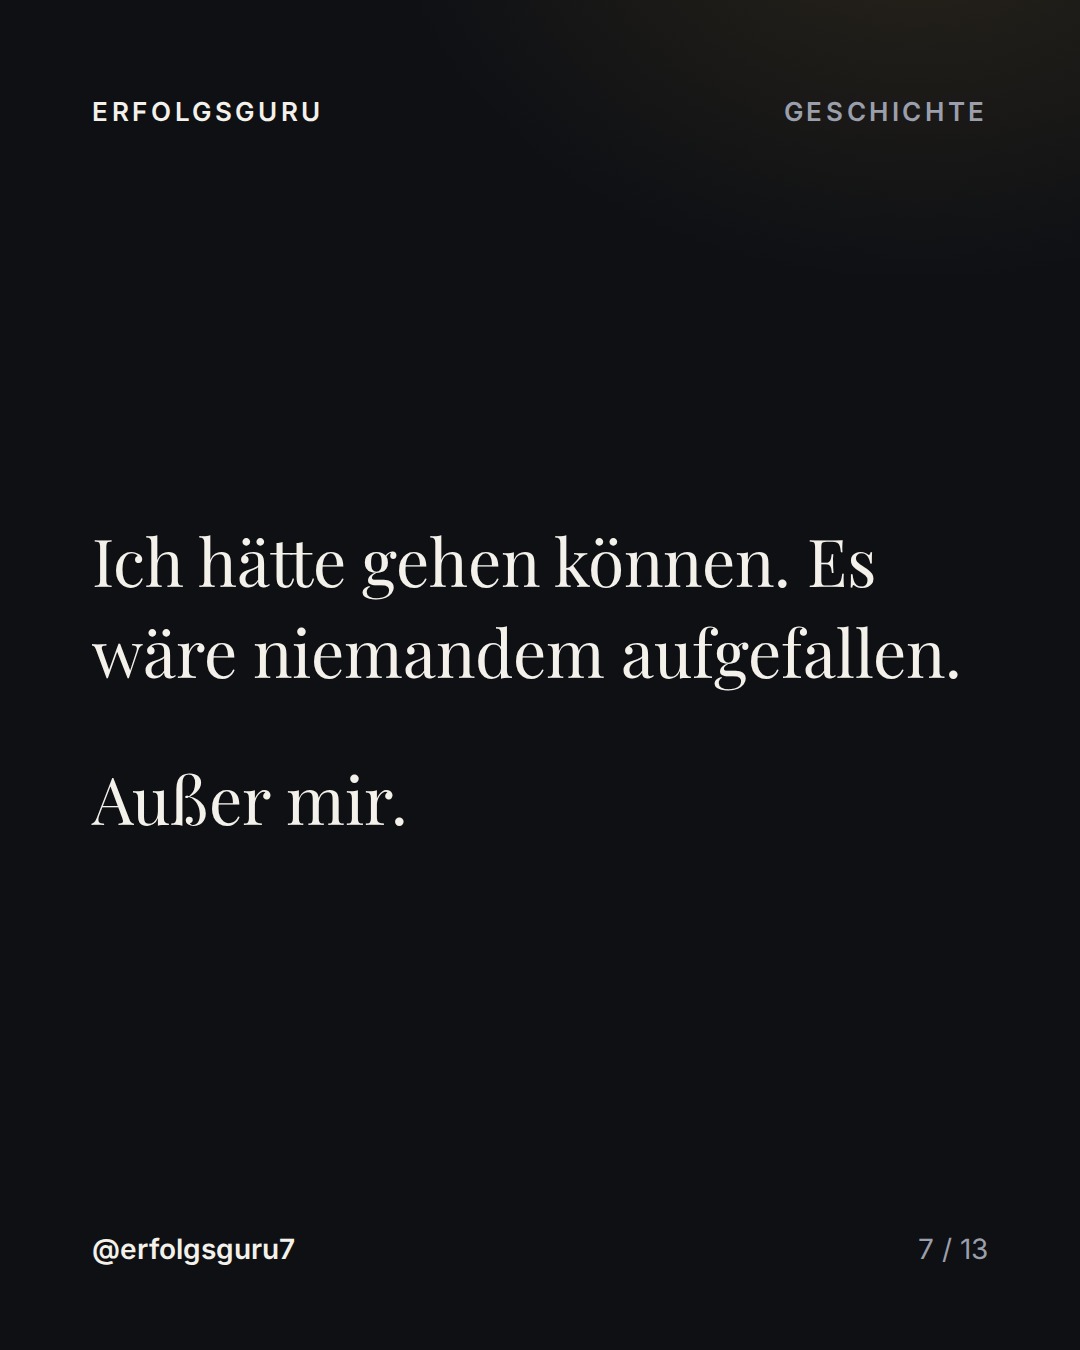 ERFOLGSGURU
GESCHICHTE
Ich hätte gehen können. Es
wäre niemandem aufgefallen.
Außer mir.
@erfolgsguru7
7 / 13